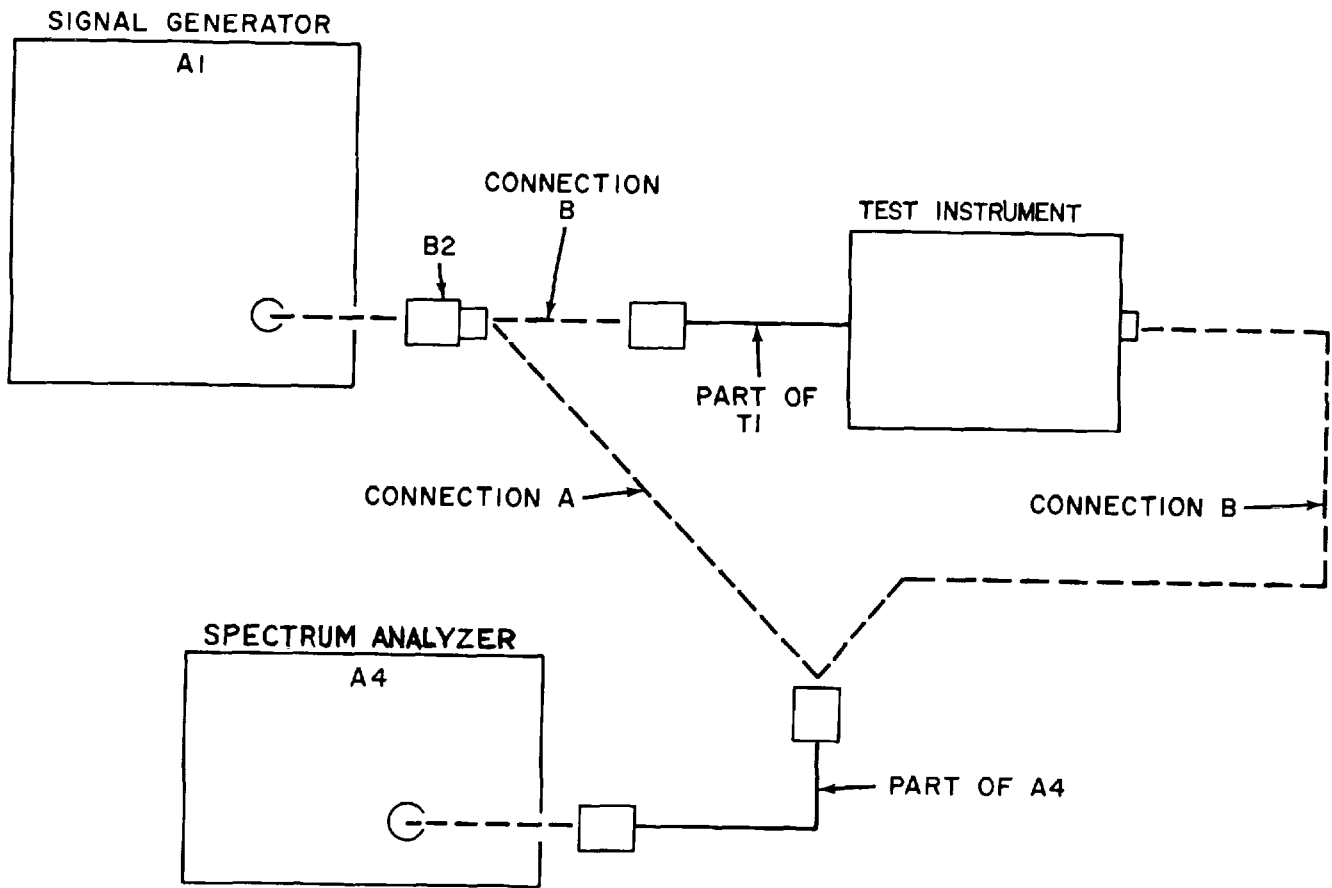 SIGNAL GENERATOR
A1
CONNECTION
B
B2
TEST INSTRUMENT
PART OF
T1
CONNECTION A
CONNECTION B
SPECTRUM ANALYZER
A4
PART OF A4